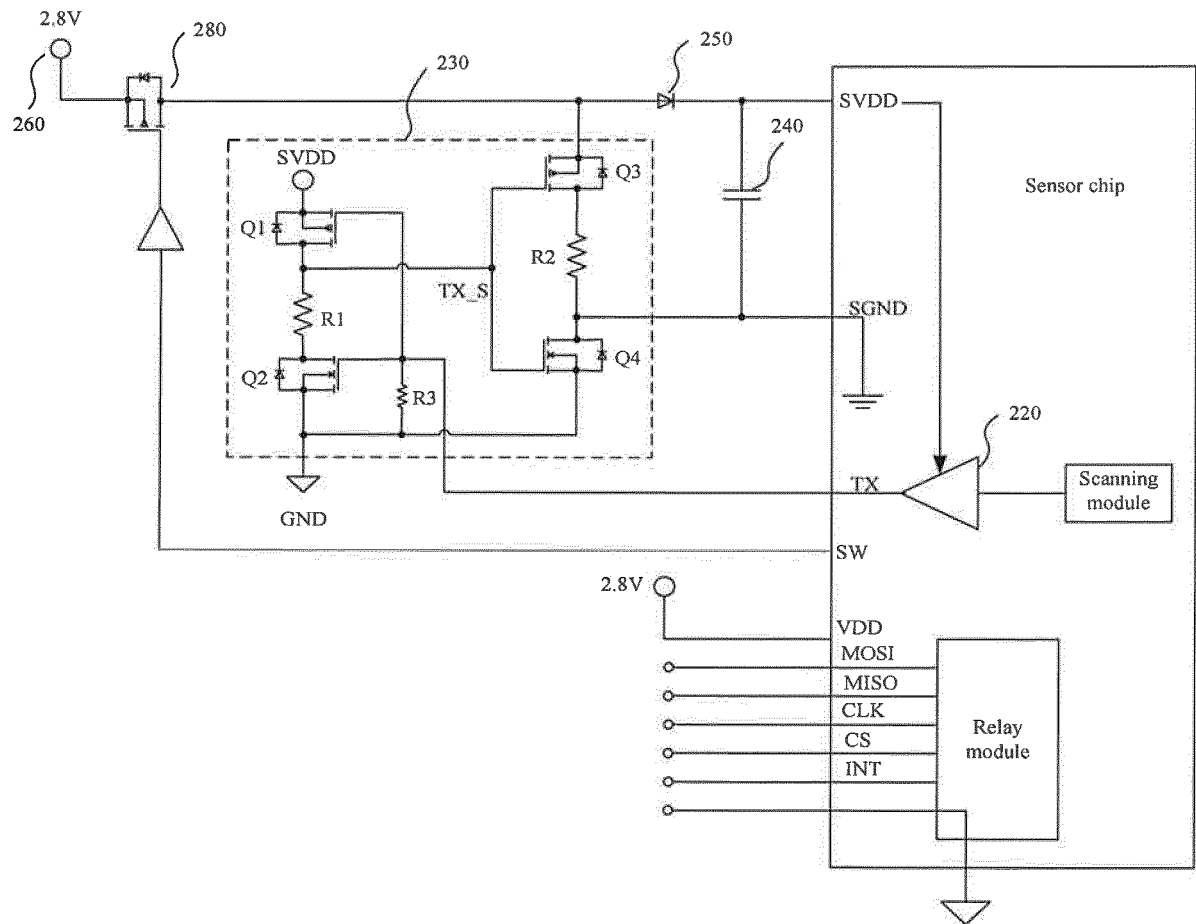 2.8V
280
260
230
250
SVDD
240
SVDD
Q3
Sensor chip
Q1
R2
TX_S
R1
SGND
Q4
Q2
R3
220
TX
Scanning
module
GND
SW
2.8V
VDD
MOSI
MISO
CLK
CS
INT
Relay
module